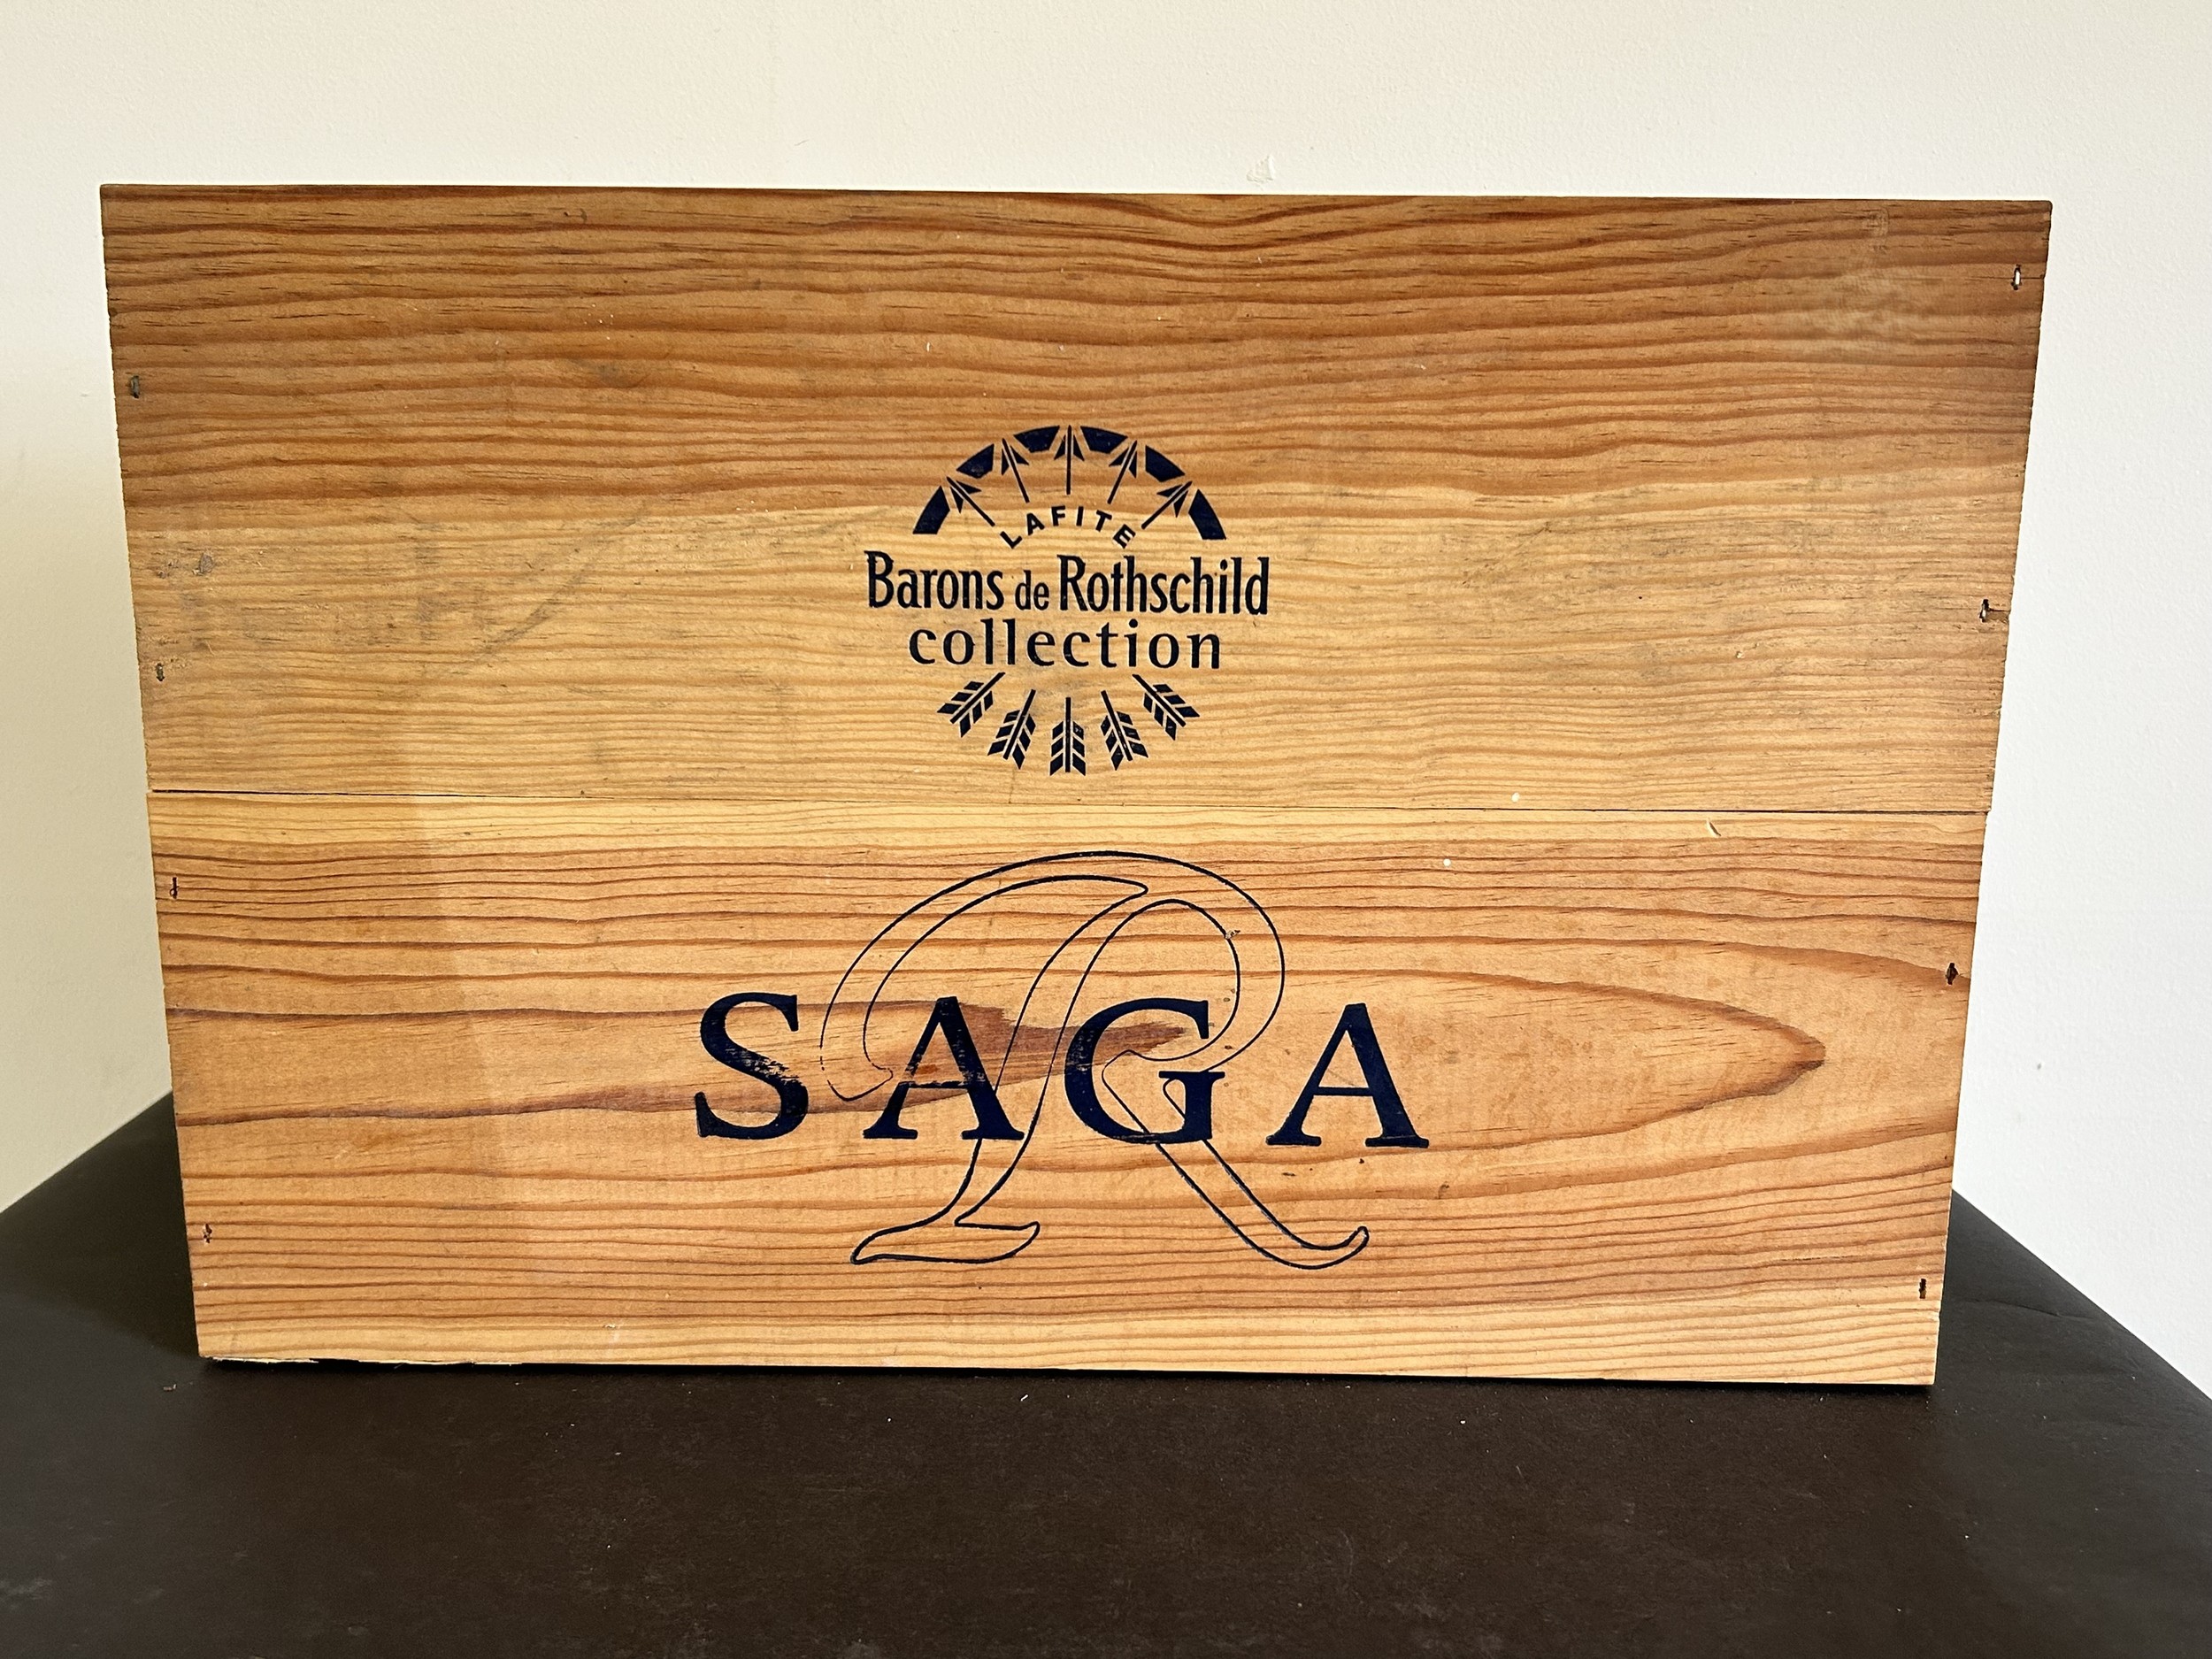 LAFITE
Barons de Rothschild
collection
R
SAGA